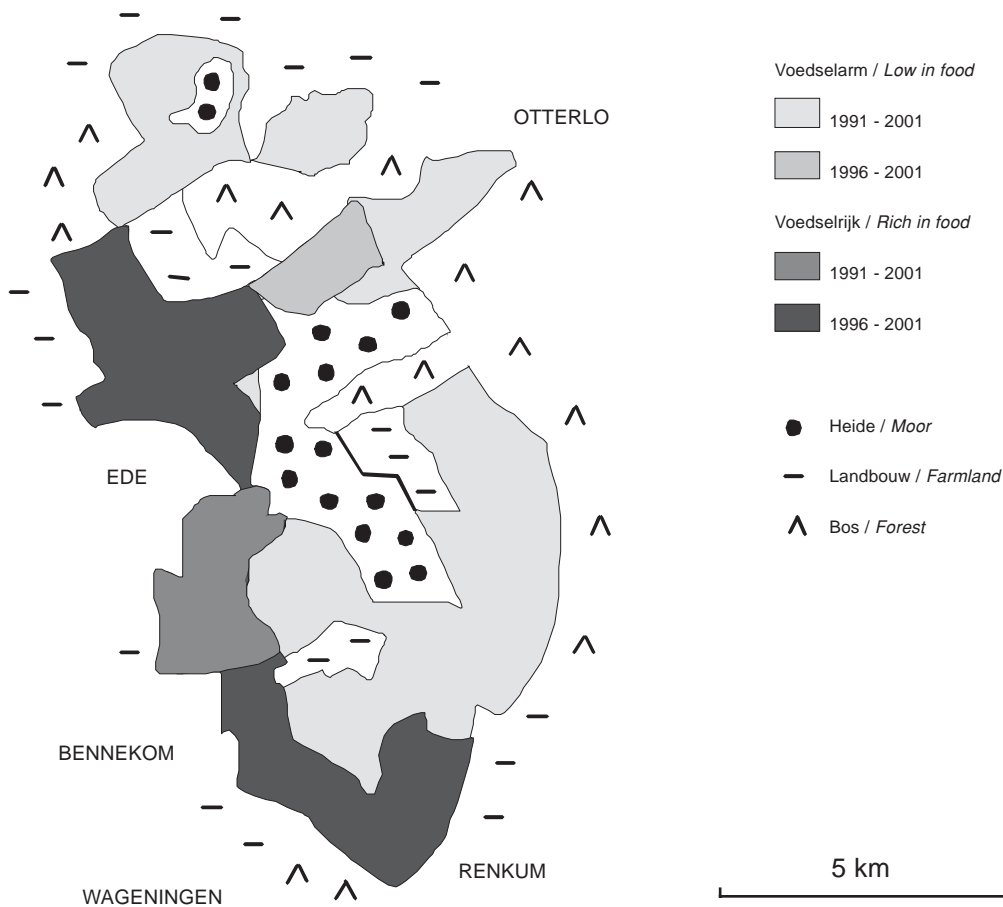 OTTERLO
EDE
BENNEKOM
WAGENINGEN
RENKUM
Voedselarm / Low in food
1991 - 2001
1996 - 2001
Voedselrijk / Rich in food
1991 - 2001
1996 - 2001
Heide / Moor
Landbouw / Farmland
Bos / Forest
5 km